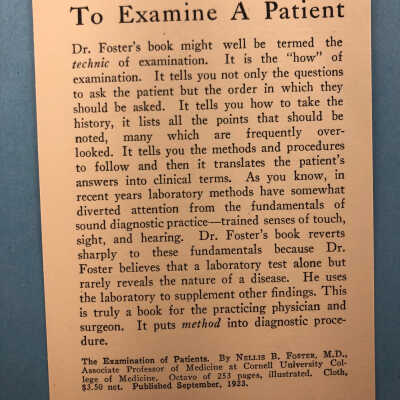 To Examine A Patient
Dr. Foster's book might well be termed the
technic of examination. It is the "how" of
examination. It tells you not only the questions
to ask the patient but the order in which they
should be asked. It tells you how to take the
history, it lists all the points that should be
noted, many which are frequently over-
looked. It tells you the methods and procedures
to follow and then it translates the patient's
answers into clinical terms. As you know, in
recent years laboratory methods have somewhat
diverted attention from the fundamentals of
sound diagnostic practice—trained senses of touch,
sight, and hearing. Dr. Foster's book reverts
sharply to these fundamentals because Dr.
Foster believes that a laboratory test alone but
rarely reveals the nature of a disease. He uses
the laboratory to supplement other findings. This
is truly a book for the practicing physician and
surgeon. It puts method into diagnostic proce-
dure.
The Examination of Patients. By Nellis B. Foster, M.D.,
Associate Professor of Medicine at Cornell University Col-
lege of Medicine. Octavo of 253 pages, illustrated. Cloth,
$3.50 net. Published September, 1923.